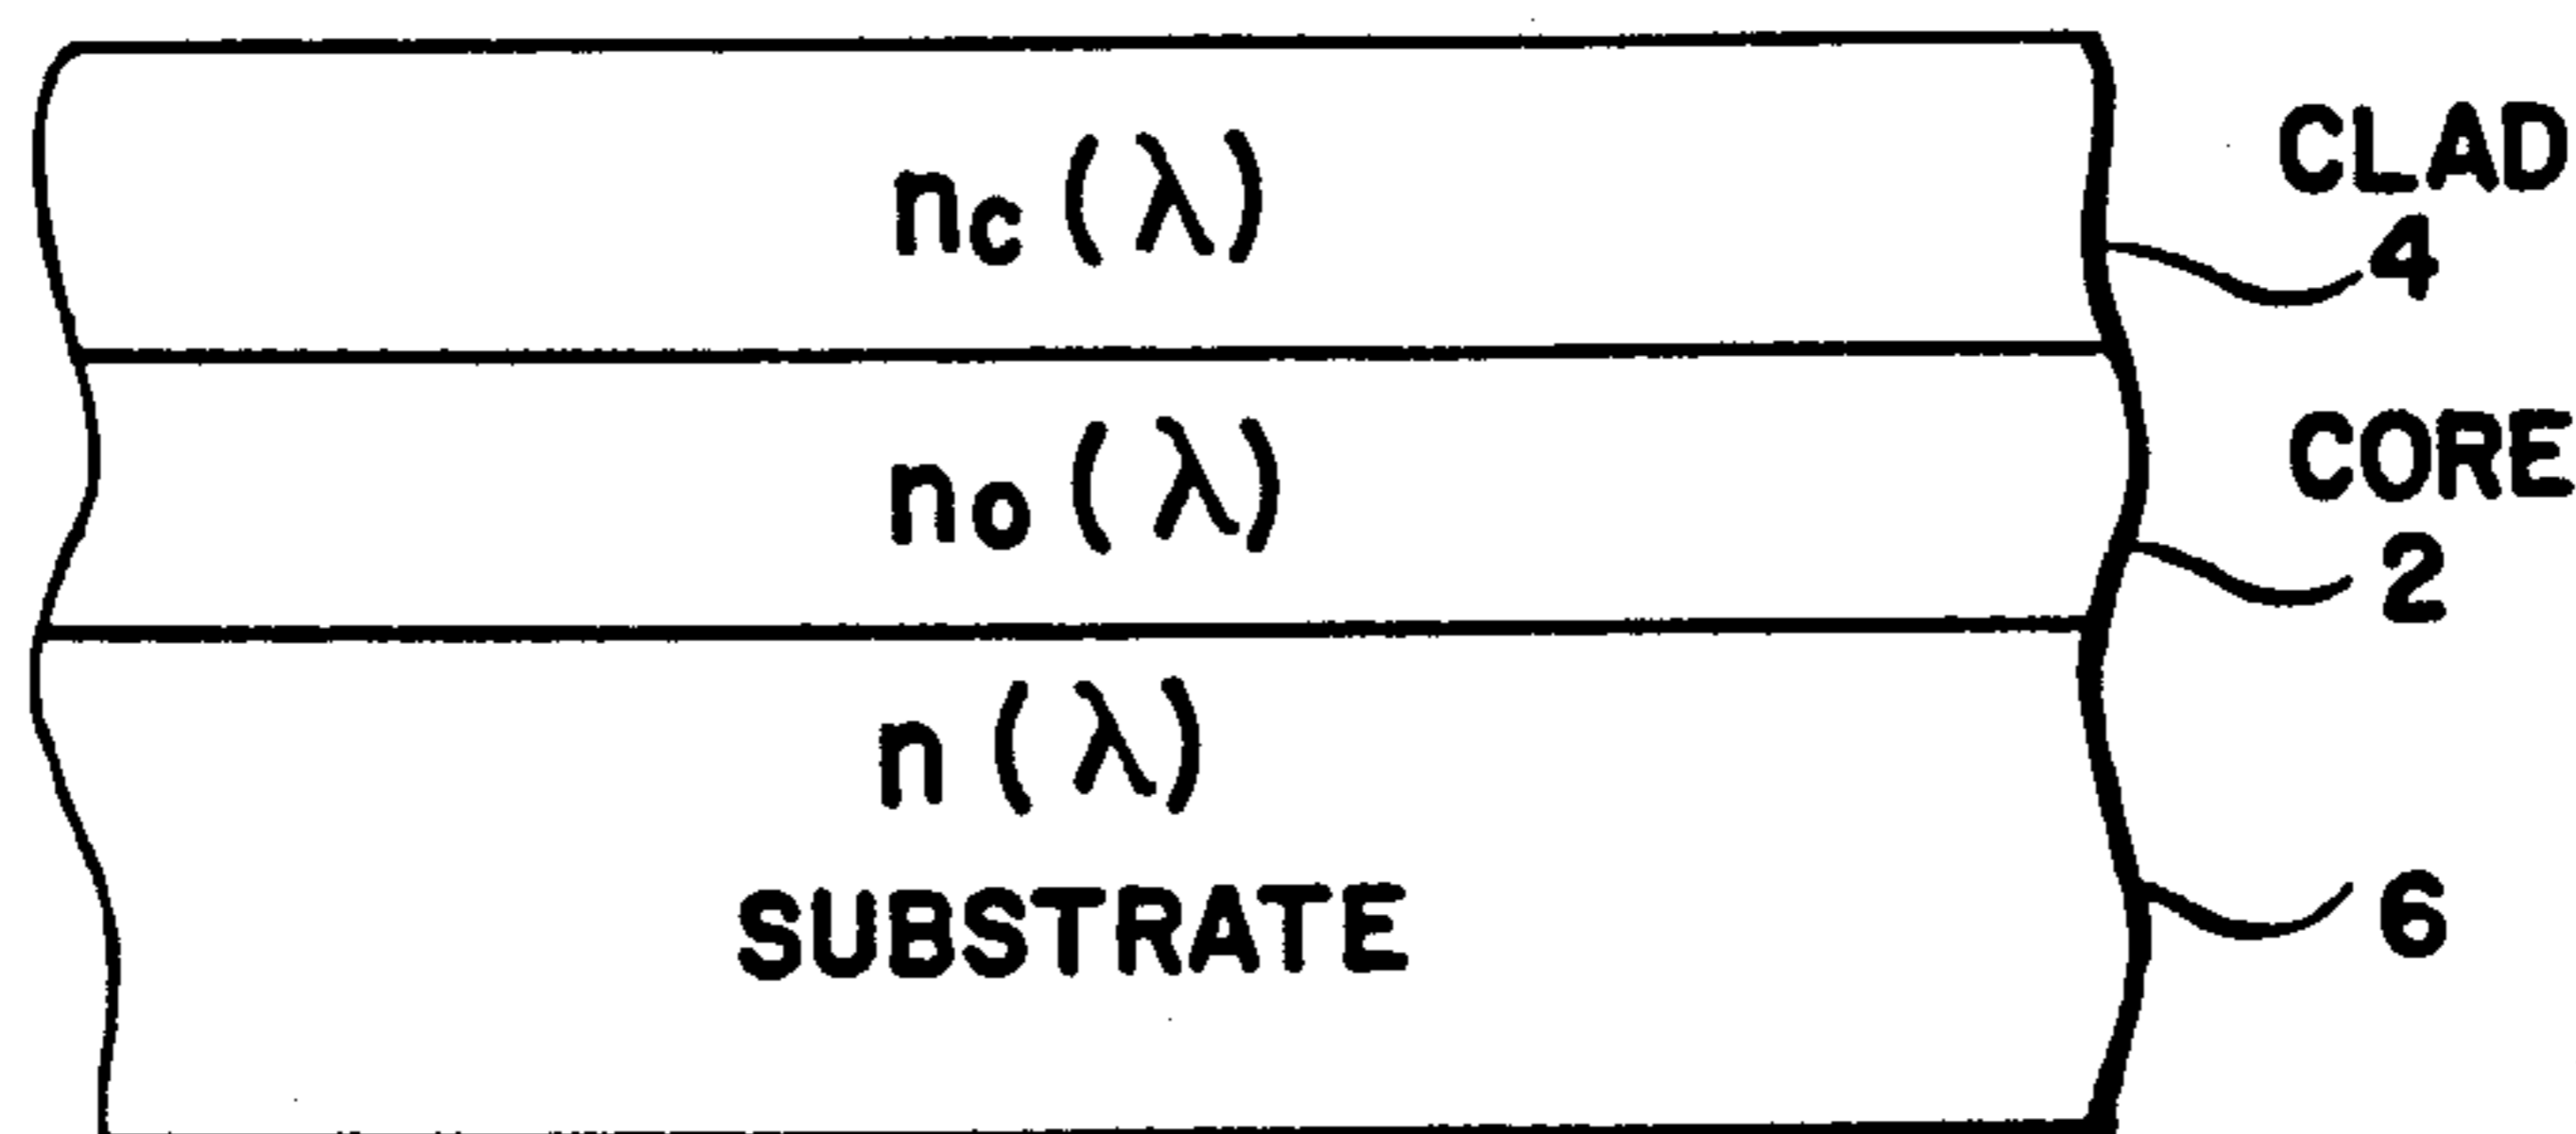 nc (λ)
CLAD
4
no (λ)
CORE
2
n (λ)
SUBSTRATE
6